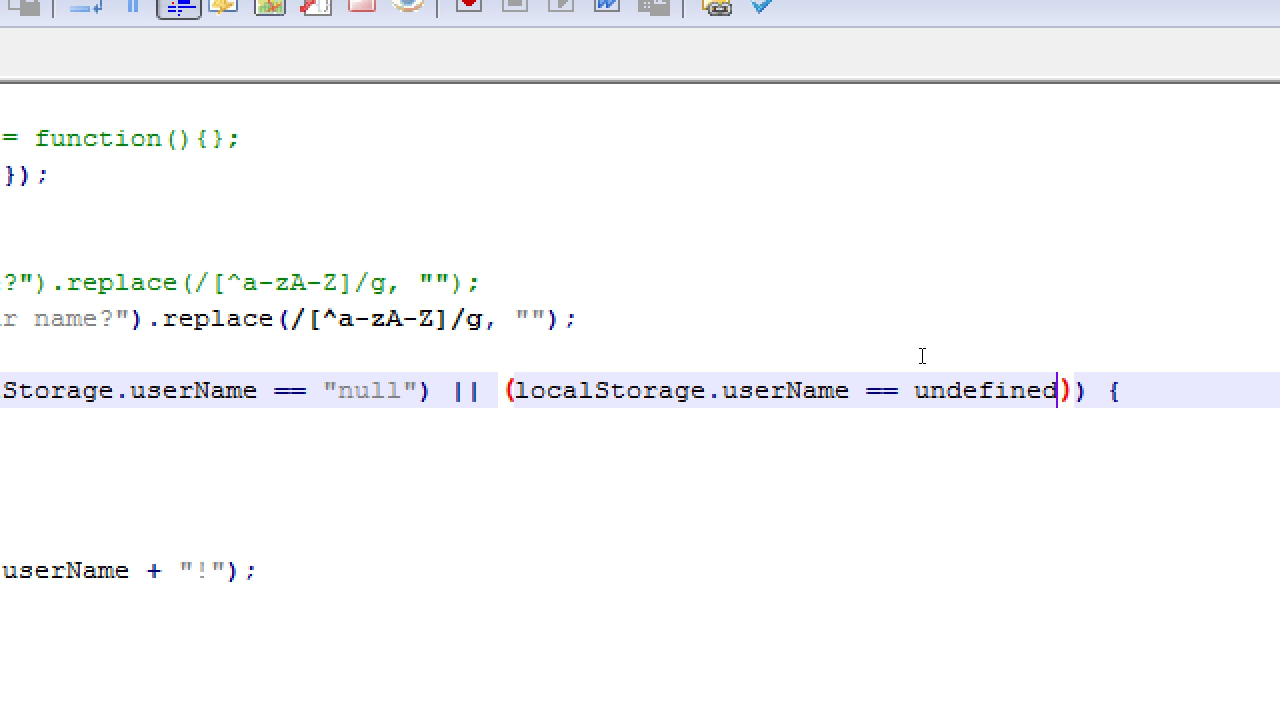 = function(){};
});
?").replace(/[^a-zA-Z]/g, "");
r name?").replace(/[^a-zA-Z]/g, "");
Storage.userName == "null") || (localStorage.userName == undefined)) {
userName + "!");